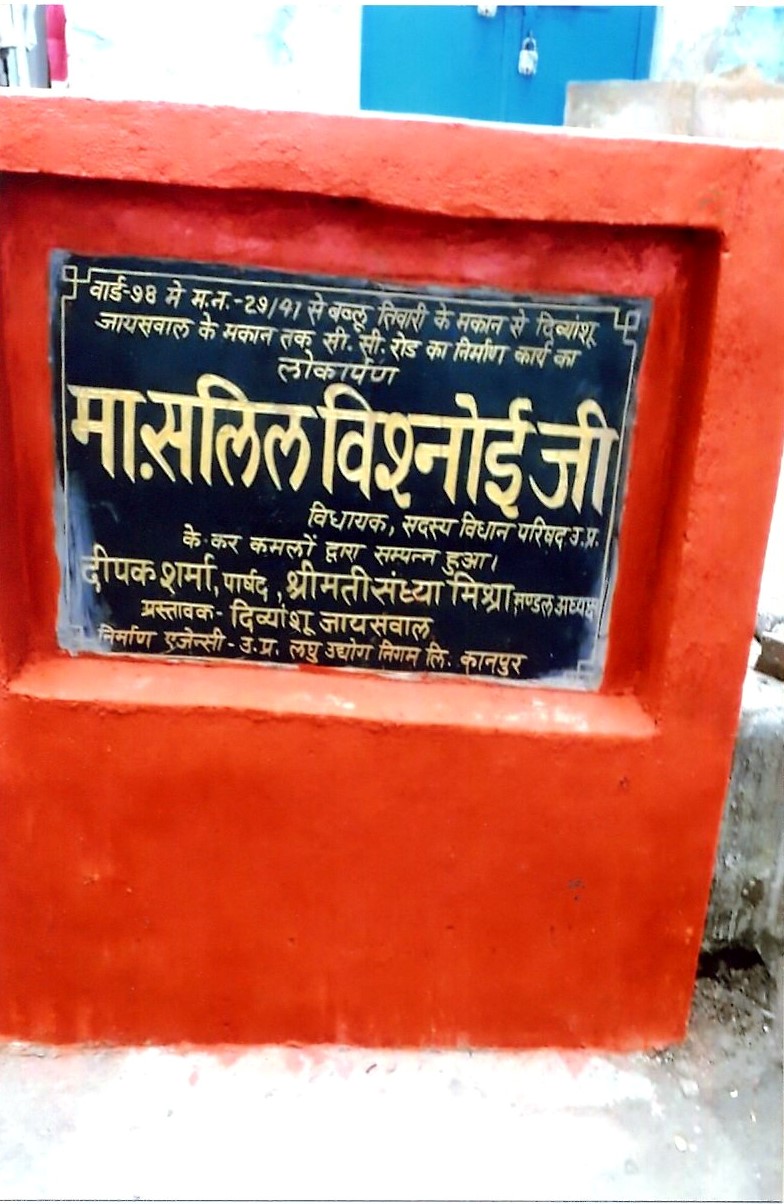 वार्ड-98 मे म.न.-29/41 से बब्लू तिवारी के मकान से दिव्यांशू
जायसवाल के मकान तक सी. सी. रोड का निर्माण कार्य का
लोकार्पण
मा.सलिल विश्नोई जी
विधायक, सदस्य विधान परिषद उ.प्र.
के कर कमलों द्वारा सम्पन्न हुआ।
दीपक शर्मा, पार्षद, श्रीमती संध्या मिश्रा मण्डल अध्यक्ष
प्रस्तावक- दिव्यांशू जायसवाल
निर्माण एजेन्सी - उ.प्र. लघु उद्योग निगम लि. कानपुर